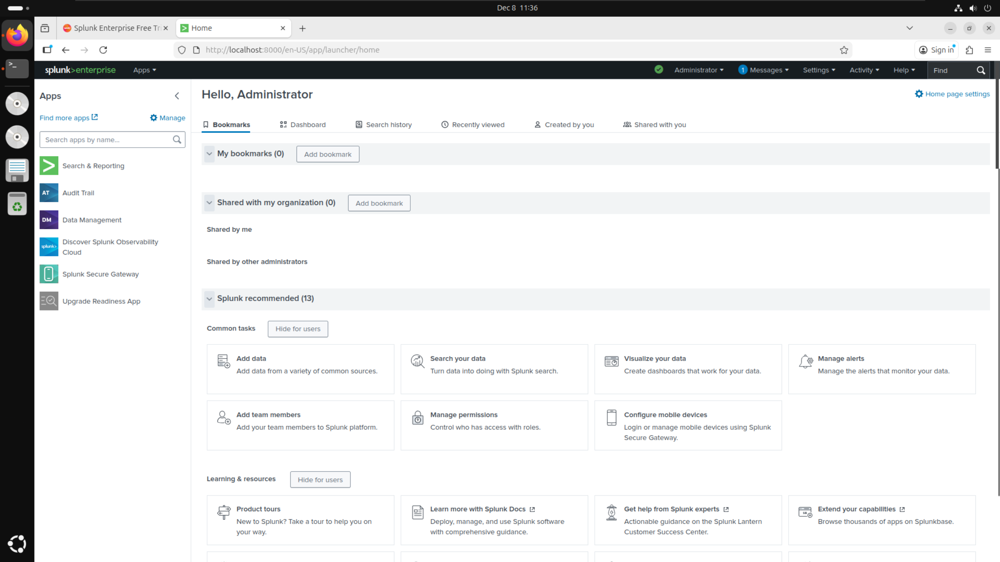 Dec 8 11:36
Splunk Enterprise Free Tri
Home
http://localhost:8000/en-US/app/launcher/home
Sign in
splunk>enterprise
Apps
Administrator
1 Messages
Settings
Activity
Help
Find
Apps
Find more apps
Manage
Search apps by name...
Search & Reporting
AT Audit Trail
DM Data Management
splunk> Discover Splunk Observability
Cloud
Splunk Secure Gateway
Upgrade Readiness App
Hello, Administrator
Home page settings
Bookmarks
Dashboard
Search history
Recently viewed
Created by you
Shared with you
My bookmarks (0)
Add bookmark
Shared with my organization (0)
Add bookmark
Shared by me
Shared by other administrators
Splunk recommended (13)
Common tasks
Hide for users
Add data
Add data from a variety of common sources.
Search your data
Turn data into doing with Splunk search.
Visualize your data
Create dashboards that work for your data.
Manage alerts
Manage the alerts that monitor your data.
Add team members
Add your team members to Splunk platform.
Manage permissions
Control who has access with roles.
Configure mobile devices
Login or manage mobile devices using Splunk
Secure Gateway.
Learning & resources
Hide for users
Product tours
New to Splunk? Take a tour to help you on
your way.
Learn more with Splunk Docs
Deploy, manage, and use Splunk software
with comprehensive guidance.
Get help from Splunk experts
Actionable guidance on the Splunk Lantern
Customer Success Center.
Extend your capabilities
Browse thousands of apps on Splunkbase.